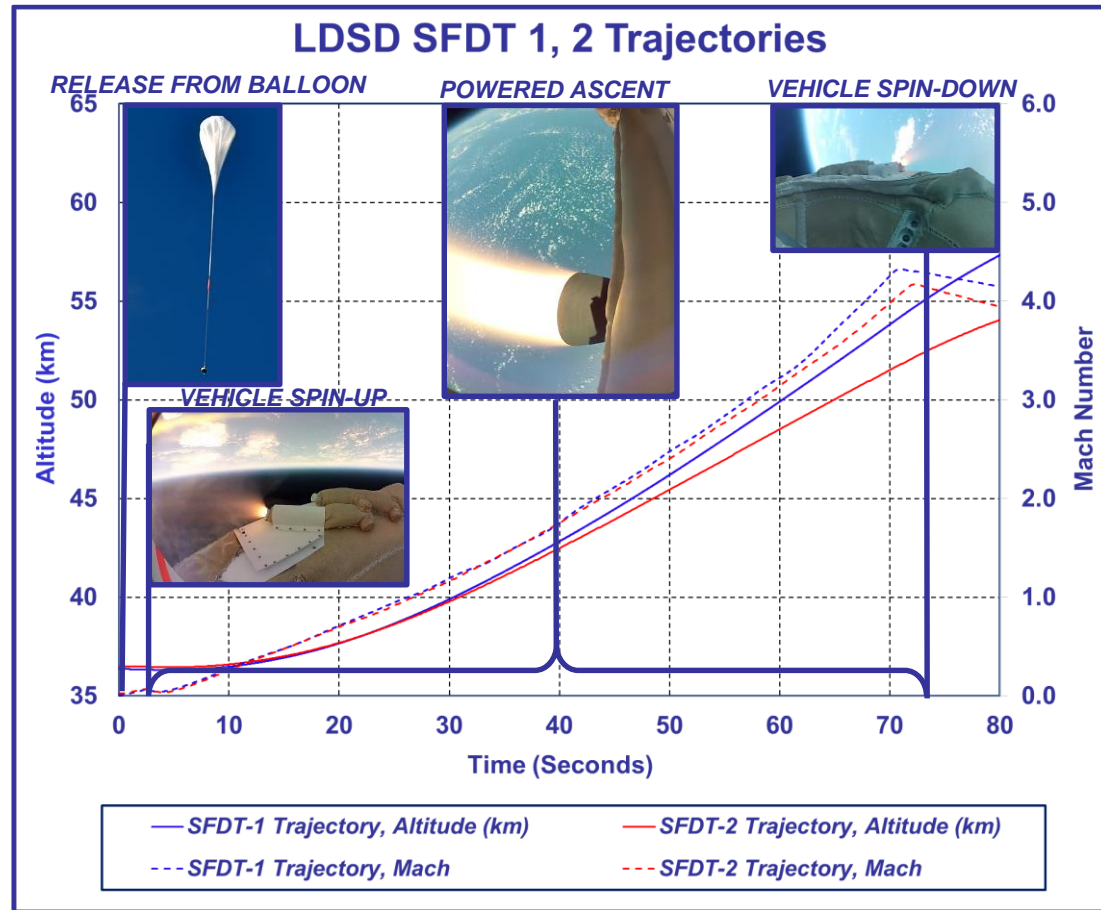 LDSD SFDT 1, 2 Trajectories
RELEASE FROM BALLOON
POWERED ASCENT
VEHICLE SPIN-DOWN
VEHICLE SPIN-UP
Altitude (km)
65
60
55
50
45
40
35
Mach Number
6.0
5.0
4.0
3.0
2.0
1.0
0.0
0 10 20 30 40 50 60 70 80
Time (Seconds)
SFDT-1 Trajectory, Altitude (km)
SFDT-2 Trajectory, Altitude (km)
SFDT-1 Trajectory, Mach
SFDT-2 Trajectory, Mach